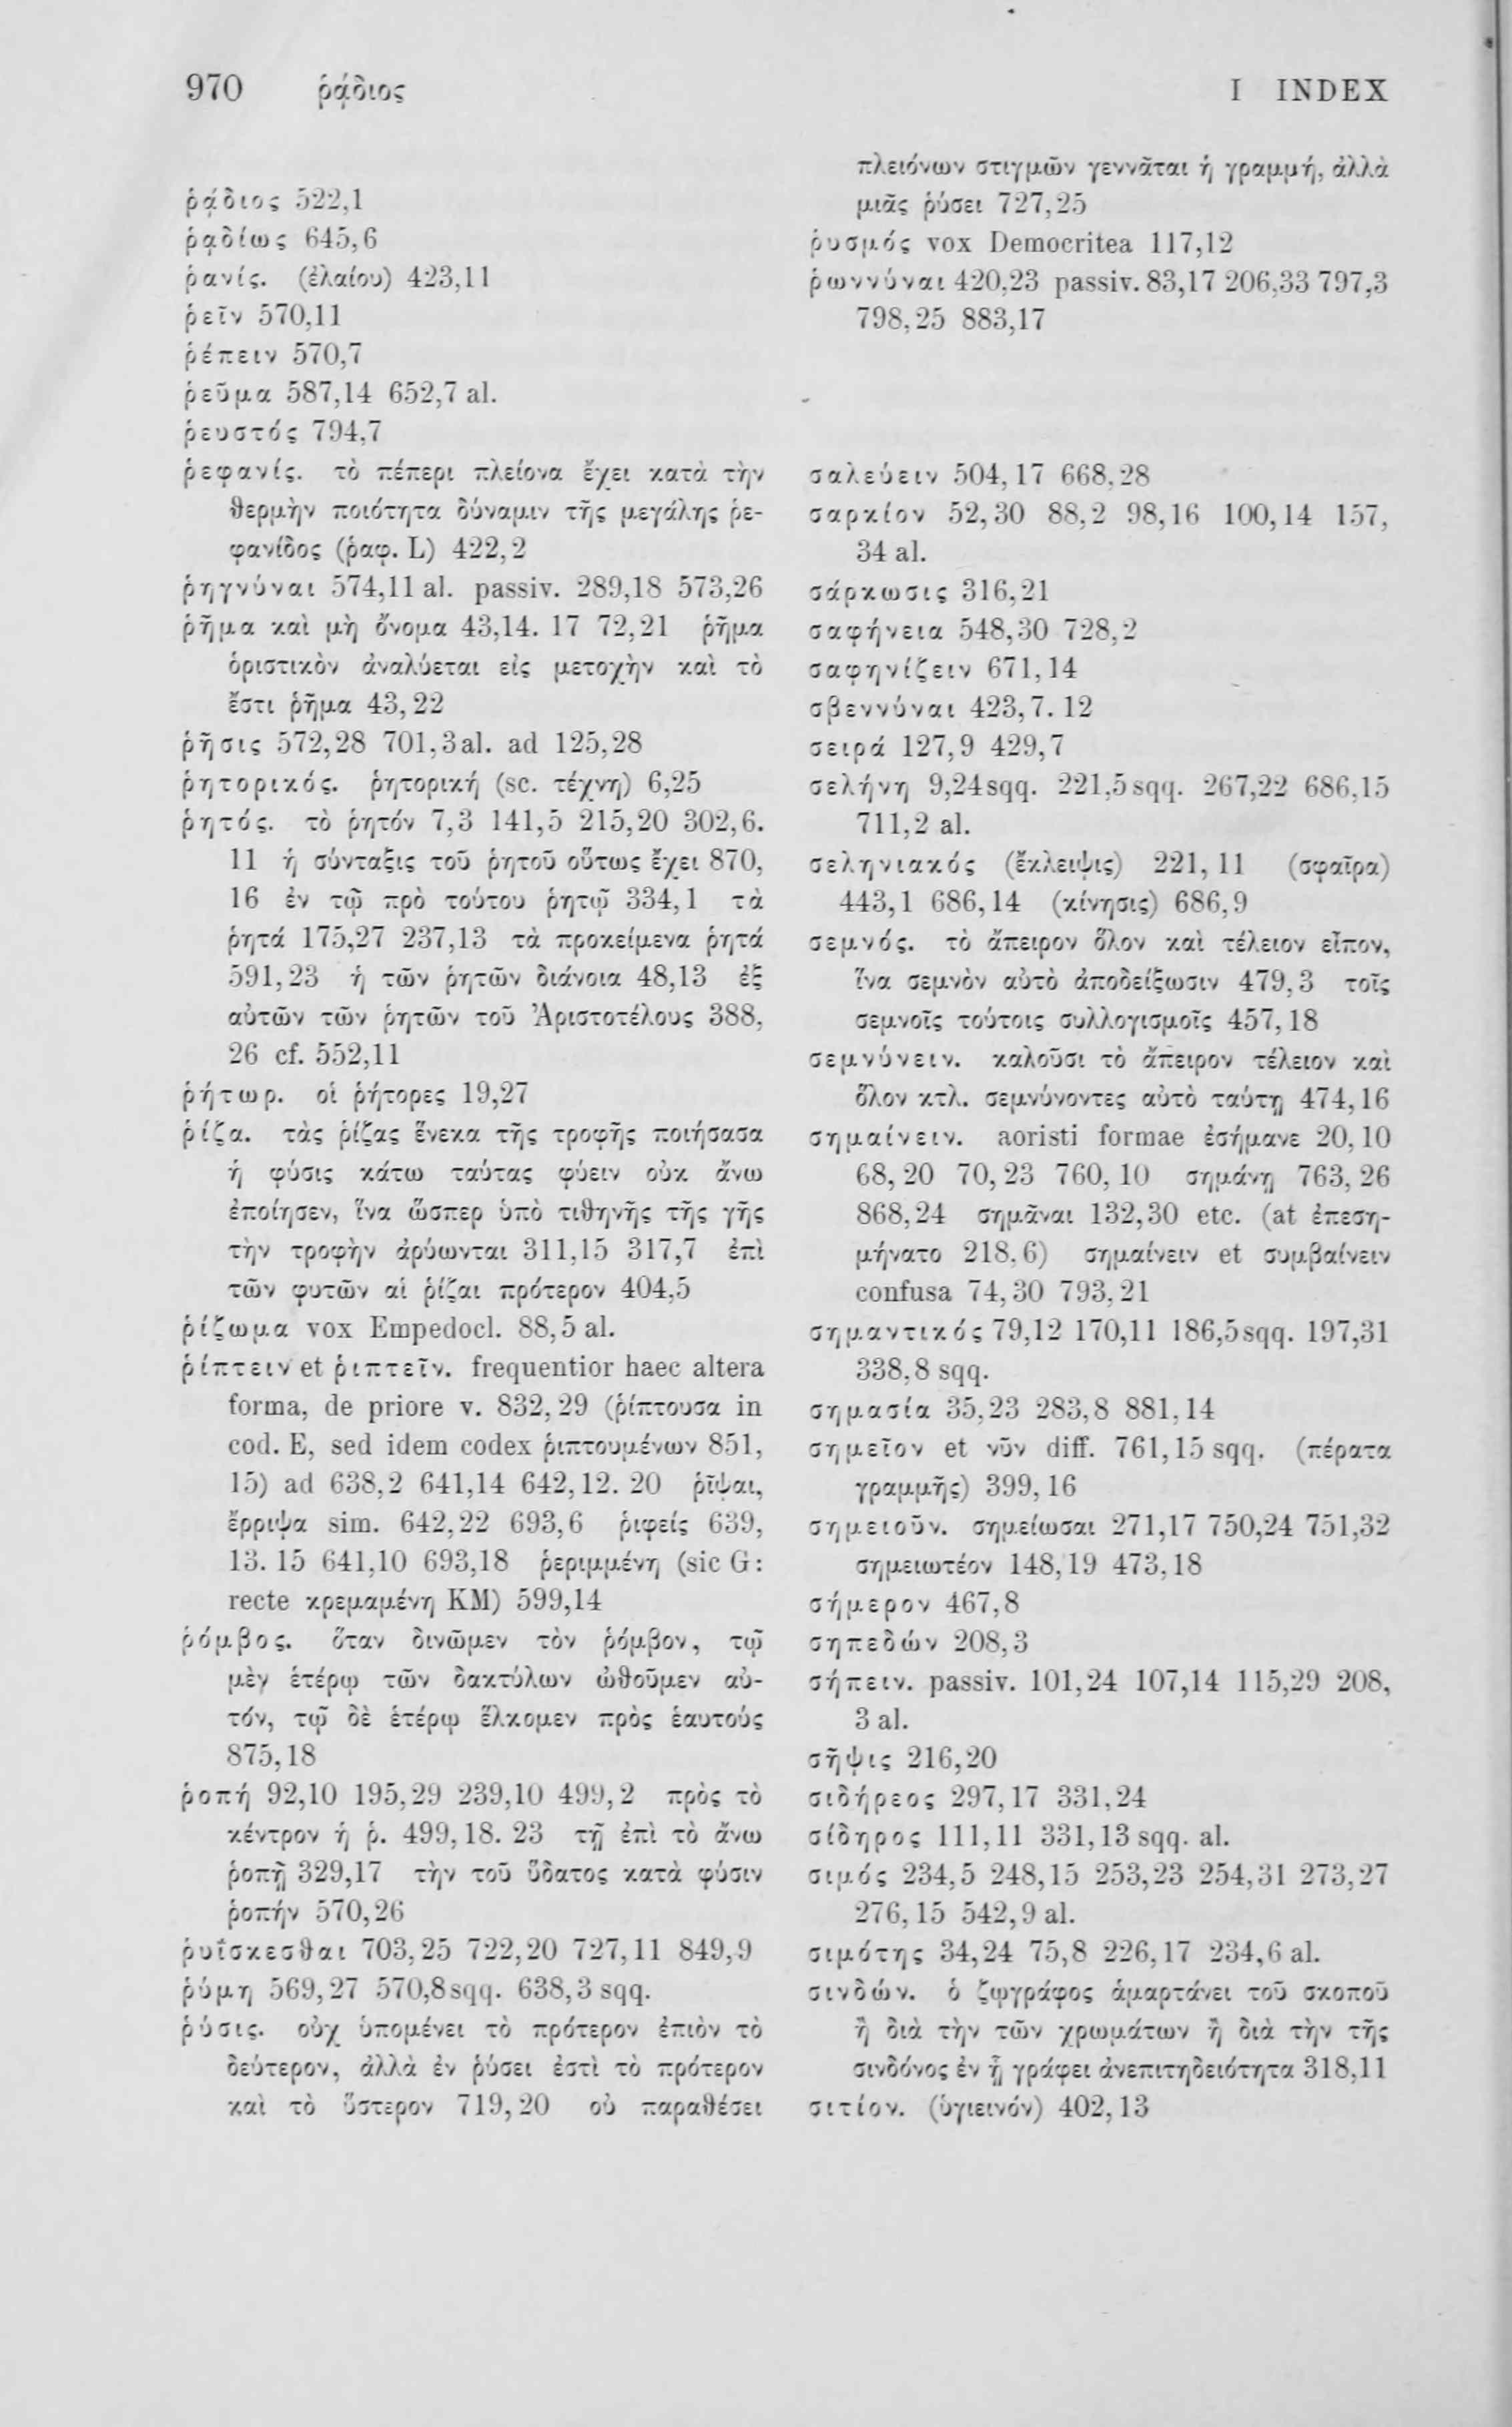 970 ῥᾴδιος I INDEX
ῥᾴδιος 522,1
ῥᾳδίως 645,6
ῥανίς. (ἐλαίου) 423,11
ῥεῖν 570,11
ῥέπειν 570,7
ῥεῦμα 587,14 652,7 al.
ῥευστός 794,7
ῥεφανίς. τὸ πέπερι πλείονα ἔχει κατὰ τὴν
θερμὴν ποιότητα δύναμιν τῆς μεγάλης ῥε-
φανίδος (ῥαφ. L) 422,2
ῥηγνύναι 574,11 al. passiv. 289,18 573,26
ῥῆμα καὶ μὴ ὄνομα 43,14. 17 72,21 ῥῆμα
ὁριστικὸν ἀναλύεται εἰς μετοχὴν καὶ τὸ
ἔστι ῥῆμα 43,22
ῥῆσις 572,28 701,3 al. ad 125,28
ῥητορικός. ῥητορική (sc. τέχνη) 6,25
ῥητός. τὸ ῥητόν 7,3 141,5 215,20 302,6.
11 ἡ σύνταξις τοῦ ῥητοῦ οὕτως ἔχει 870,
16 ἐν τῷ πρὸ τούτου ῥητῷ 334,1 τὰ
ῥητά 175,27 237,13 τὰ προκείμενα ῥητά
591,23 ἡ τῶν ῥητῶν διάνοια 48,13 ἐξ
αὐτῶν τῶν ῥητῶν τοῦ Ἀριστοτέλους 388,
26 cf. 552,11
ῥήτωρ. οἱ ῥήτορες 19,27
ῥίζα. τὰς ῥίζας ἕνεκα τῆς τροφῆς ποιήσασα
ἡ φύσις κάτω ταύτας φύειν οὐκ ἄνω
ἐποίησεν, ἵνα ὥσπερ ὑπὸ τιθηνῆς τῆς γῆς
τὴν τροφὴν ἀρύωνται 311,15 317,7 ἐπὶ
τῶν φυτῶν αἱ ῥίζαι πρότερον 404,5
ῥίζωμα vox Empedocl. 88,5 al.
ῥίπτειν et ῥιπτεῖν. frequentior haec altera
forma, de priore v. 832,29 (ῥίπτουσα in
cod. E, sed idem codex ῥιπτουμένων 851,
15) ad 638,2 641,14 642,12. 20 ῥῖψαι,
ἔρριψα sim. 642,22 693,6 ῥιφείς 639,
13. 15 641,10 693,18 ῥεριμμένη (sic G:
recte κρεμαμένη KM) 599,14
ῥόμβος. ὅταν δινῶμεν τὸν ῥόμβον, τῷ
μὲν ἑτέρῳ τῶν δακτύλων ὠθοῦμεν αὐ-
τόν, τῷ δὲ ἑτέρῳ ἕλκομεν πρὸς ἑαυτούς
875,18
ῥοπή 92,10 195,29 239,10 499,2 πρὸς τὸ
κέντρον ἡ ῥ. 499,18. 23 τῇ ἐπὶ τὸ ἄνω
ῥοπῇ 329,17 τὴν τοῦ ὕδατος κατὰ φύσιν
ῥοπήν 570,26
ῥυΐσκεσθαι 703,25 722,20 727,11 849,9
ῥύμη 569,27 570,8 sqq. 638,3 sqq.
ῥύσις. οὐχ ὑπομένει τὸ πρότερον ἐπιὸν τὸ
δεύτερον, ἀλλὰ ἐν ῥύσει ἐστὶ τὸ πρότερον
καὶ τὸ ὕστερον 719,20 οὐ παραθέσει
πλειόνων στιγμῶν γεννᾶται ἡ γραμμή, ἀλλὰ
μιᾶς ῥύσει 727,25
ῥυσμός vox Democritea 117,12
ῥωννύναι 420,23 passiv. 83,17 206,33 797,3
798,25 883,17
σαλεύειν 504,17 668,28
σαρκίον 52,30 88,2 98,16 100,14 157,
34 al.
σάρκωσις 316,21
σαφήνεια 548,30 728,2
σαφηνίζειν 671,14
σβεννύναι 423,7. 12
σειρά 127,9 429,7
σελήνη 9,24 sqq. 221,5 sqq. 267,22 686,15
711,2 al.
σεληνιακός (ἔκλειψις) 221,11 (σφαῖρα)
443,1 686,14 (κίνησις) 686,9
σεμνός. τὸ ἄπειρον ὅλον καὶ τέλειον εἶπον,
ἵνα σεμνὸν αὐτὸ ἀποδείξωσιν 479,3 τοῖς
σεμνοῖς τούτοις συλλογισμοῖς 457,18
σεμνύνειν. καλοῦσι τὸ ἄπειρον τέλειον καὶ
ὅλον κτλ. σεμνύνοντες αὐτὸ ταύτῃ 474,16
σημαίνειν. aoristi formae ἐσήμανε 20,10
68,20 70,23 760,10 σημάνῃ 763,26
868,24 σημᾶναι 132,30 etc. (at ἐπεση-
μήνατο 218,6) σημαίνειν et συμβαίνειν
confusa 74,30 793,21
σημαντικός 79,12 170,11 186,5 sqq. 197,31
338,8 sqq.
σημασία 35,23 283,8 881,14
σημεῖον et νῦν diff. 761,15 sqq. (πέρατα
γραμμῆς) 399,16
σημειοῦν. σημείωσαι 271,17 750,24 751,32
σημειωτέον 148,19 473,18
σήμερον 467,8
σηπεδών 208,3
σήπειν. passiv. 101,24 107,14 115,29 208,
3 al.
σῆψις 216,20
σιδήρεος 297,17 331,24
σίδηρος 111,11 331,13 sqq. al.
σιμός 234,5 248,15 253,23 254,31 273,27
276,15 542,9 al.
σιμότης 34,24 75,8 226,17 234,6 al.
σινδών. ὁ ζωγράφος ἁμαρτάνει τοῦ σκοποῦ
ἢ διὰ τὴν τῶν χρωμάτων ἢ διὰ τὴν τῆς
σινδόνος ἐν ᾗ γράφει ἀνεπιτηδειότητα 318,11
σιτίον. (ὑγιεινόν) 402,13